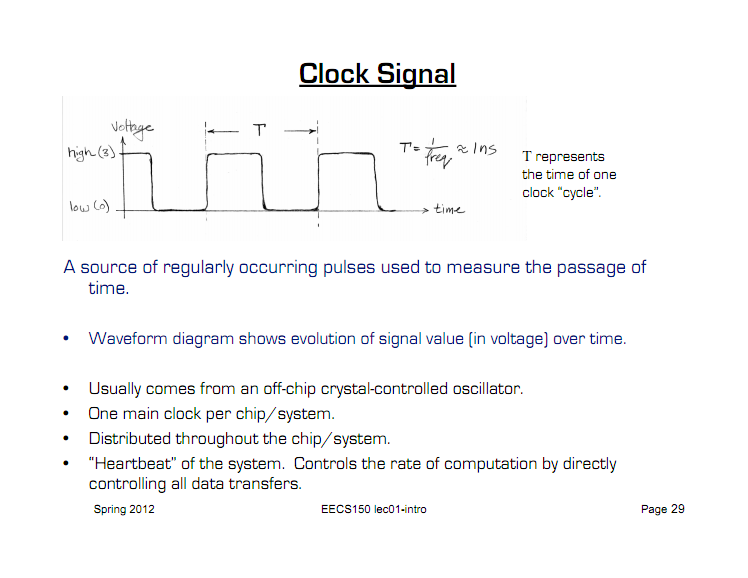 Clock Signal
Voltage
T
high (3)
T = 1/freq ≈ 1ns
T represents
the time of one
clock “cycle”.
low (0)
time
A source of regularly occurring pulses used to measure the passage of
time.
• Waveform diagram shows evolution of signal value (in voltage) over time.
• Usually comes from an off-chip crystal-controlled oscillator.
• One main clock per chip/system.
• Distributed throughout the chip/system.
• “Heartbeat” of the system. Controls the rate of computation by directly
controlling all data transfers.
Spring 2012 EECS150 lec01-intro Page 29